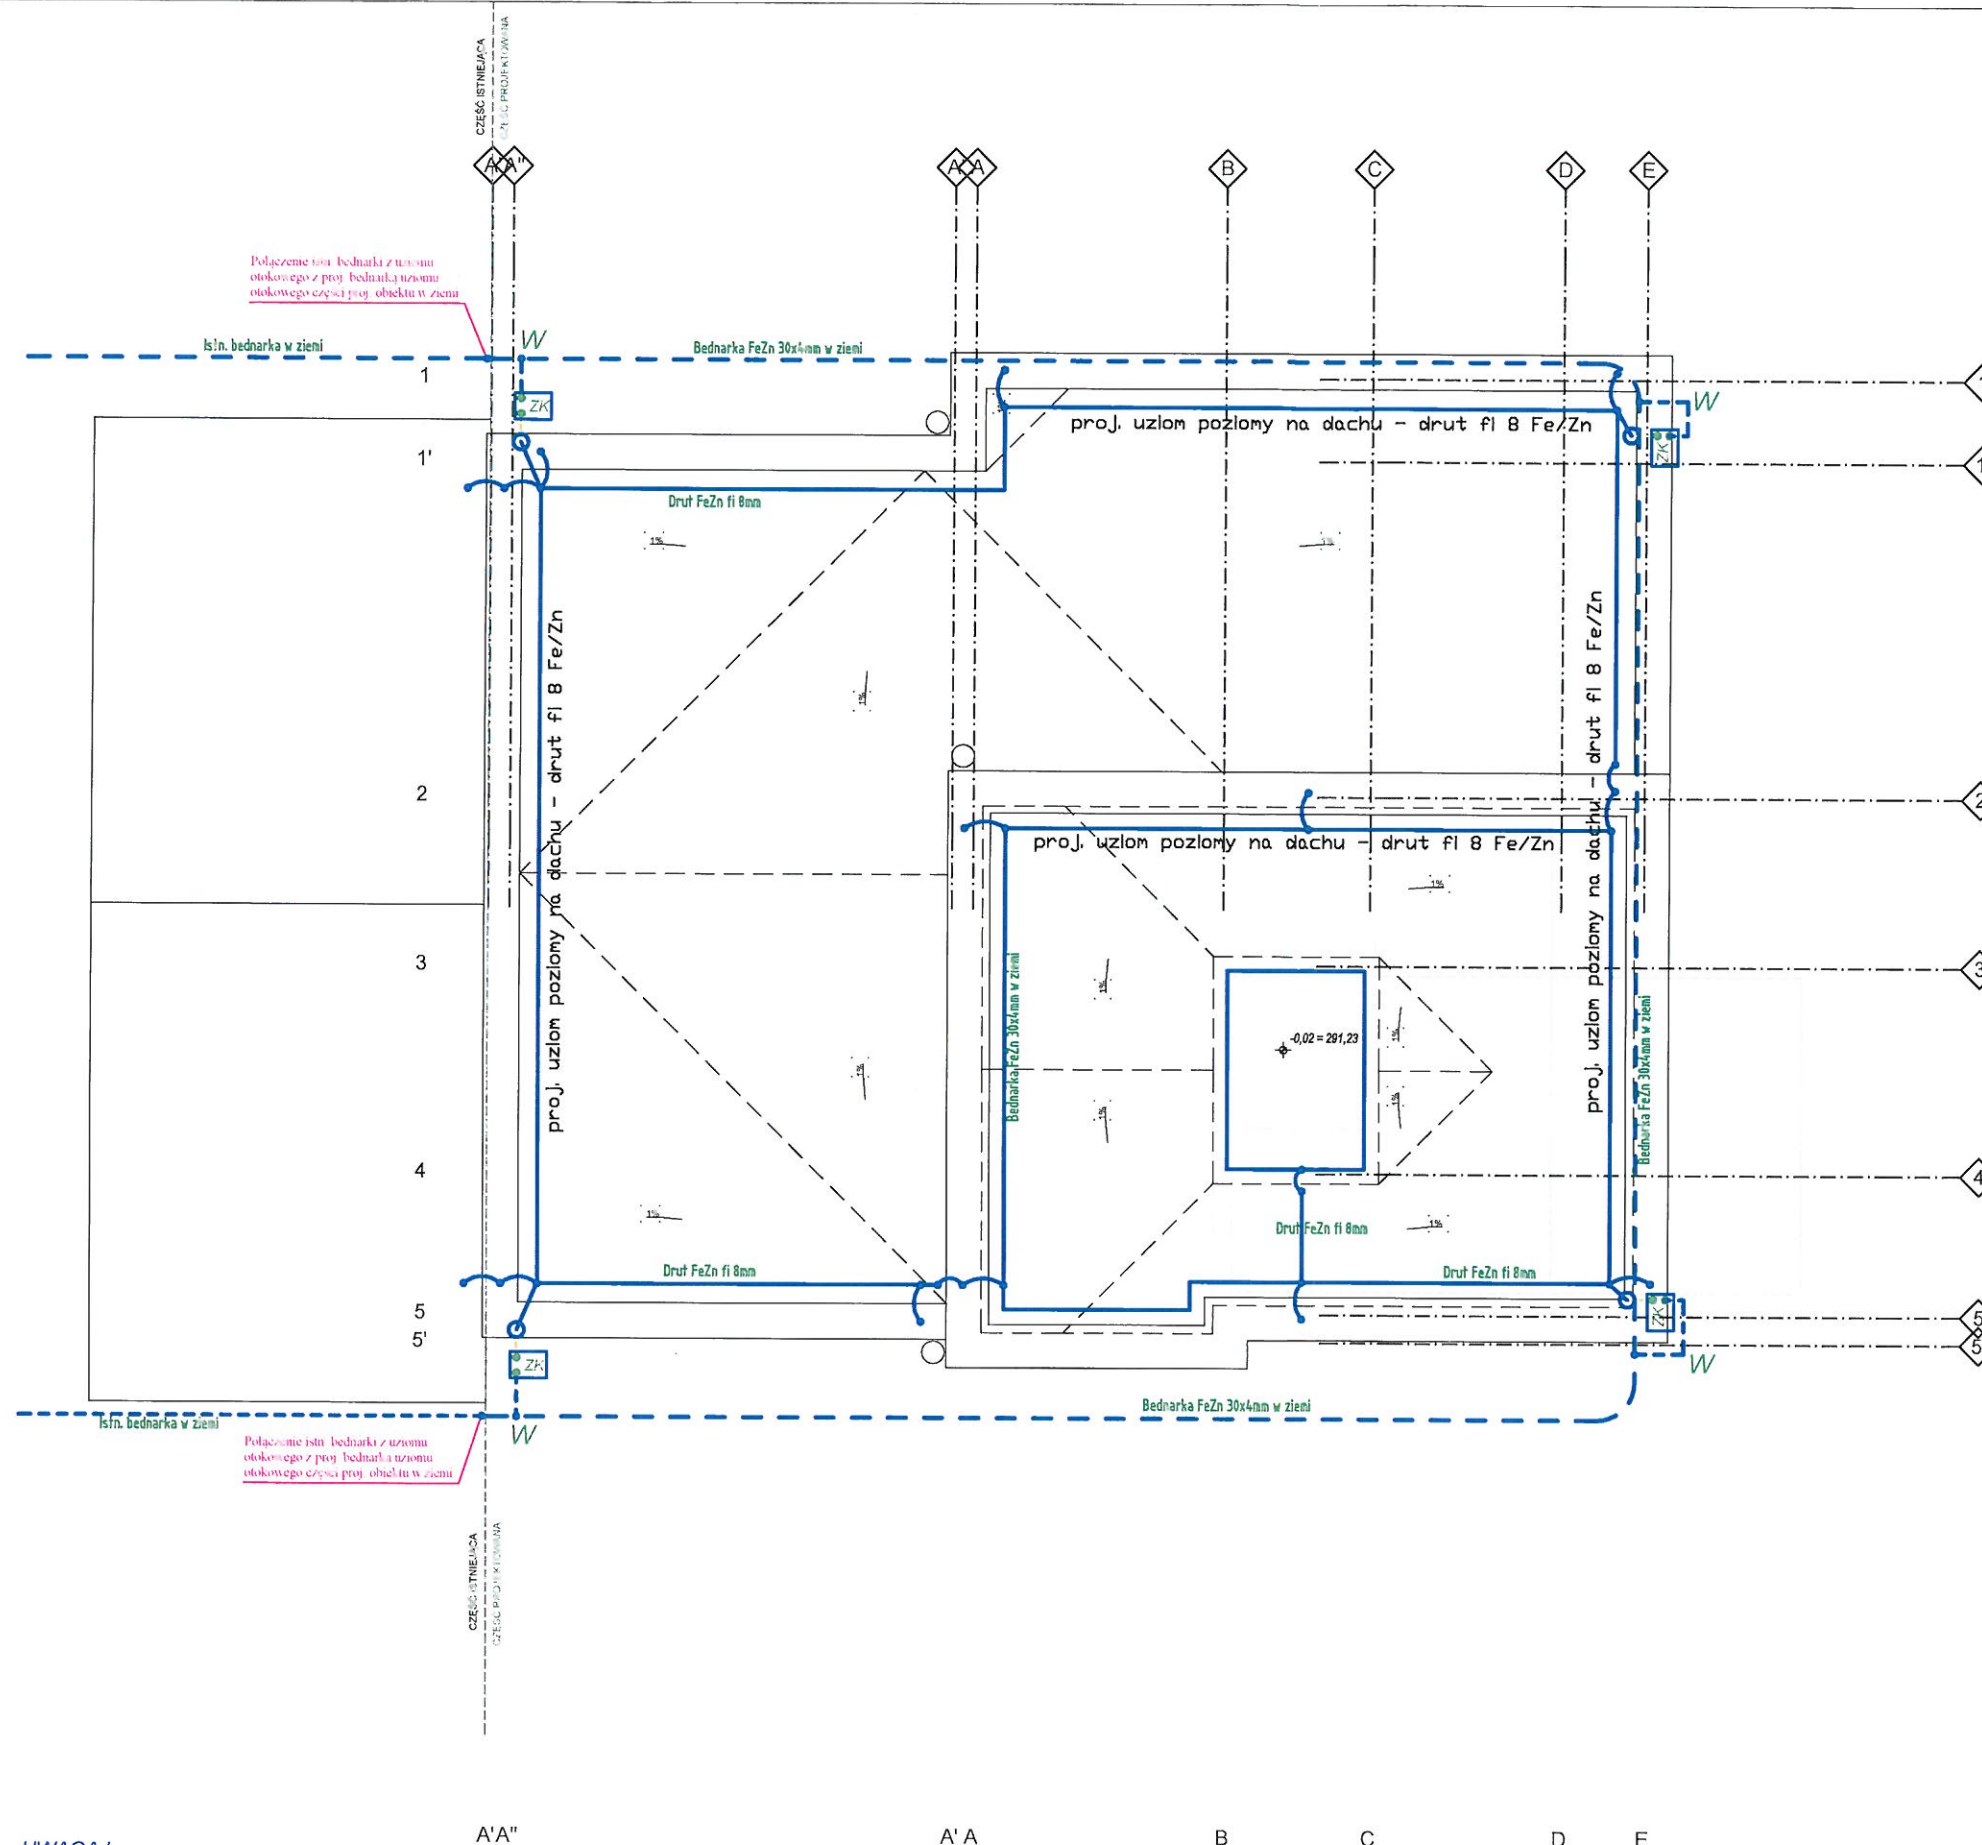 CZĘŚĆ ISTNIEJĄCA
CZĘŚĆ PROJEKTOWANA
A' A"
A' A
B
C
D
E
Połączenie istn. bednarki z uziomu
otokowego z proj. bednarką uziomu
otokowego części proj. obiektu w ziemi
Istn. bednarka w ziemi
W
Bednarka FeZn 30x4mm w ziemi
1
ZK
W
proj. uziom poziomy na dachu - drut fi 8 Fe/Zn
ZK
1'
Drut FeZn fi 8mm
1%
1%
proj. uziom poziomy na dachu - drut fi 8 Fe/Zn
proj. uziom poziomy na dachu - drut fi 8 Fe/Zn
1%
2
2
proj. uziom poziomy na dachu - drut fi 8 Fe/Zn
1%
3
3
Bednarka FeZn 30x4mm w ziemi
1%
1%
-0,02 = 291,23
Bednarka FeZn 30x4mm w ziemi
1%
1%
1%
4
4
1%
Drut FeZn fi 8mm
1%
Drut FeZn fi 8mm
Drut FeZn fi 8mm
5
5
ZK
5'
5
ZK
W
Bednarka FeZn 30x4mm w ziemi
Istn. bednarka w ziemi
W
Połączenie istn. bednarki z uziomu
otokowego z proj. bednarką uziomu
otokowego części proj. obiektu w ziemi
CZĘŚĆ ISTNIEJĄCA
CZĘŚĆ PROJEKTOWANA
A'A"
A' A
B
C
D
E